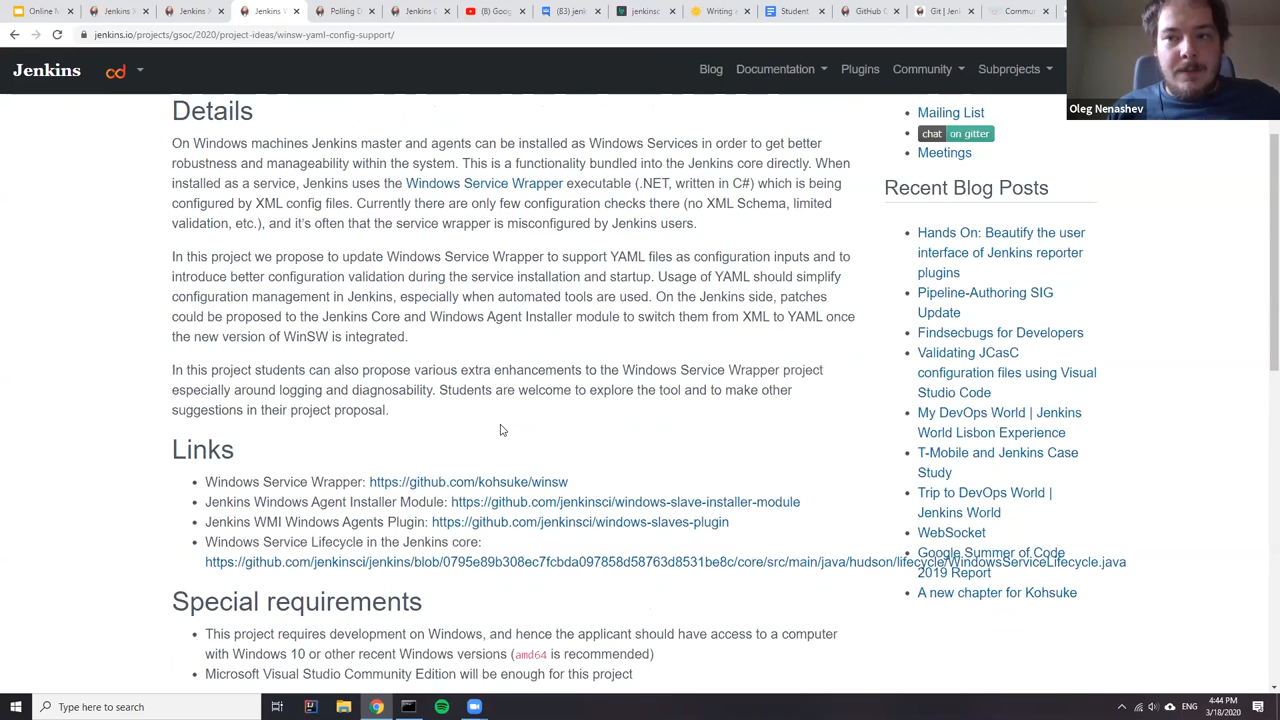 Online M
Jenkins X
Jenkins X
Jenkins W
Polling D
Jenkins C
(8) Goog
(83) jen
jenkinsc
Writing
Student
GitHub C
Git | Jenk
Commu
jenkins.io/projects/gsoc/2020/project-ideas/winsw-yaml-config-support/
Jenkins
cd
Blog Documentation Plugins Community Subprojects
Oleg Nenashev
Details
On Windows machines Jenkins master and agents can be installed as Windows Services in order to get better
robustness and manageability within the system. This is a functionality bundled into the Jenkins core directly. When
installed as a service, Jenkins uses the Windows Service Wrapper executable (.NET, written in C#) which is being
configured by XML config files. Currently there are only few configuration checks there (no XML Schema, limited
validation, etc.), and it's often that the service wrapper is misconfigured by Jenkins users.
In this project we propose to update Windows Service Wrapper to support YAML files as configuration inputs and to
introduce better configuration validation during the service installation and startup. Usage of YAML should simplify
configuration management in Jenkins, especially when automated tools are used. On the Jenkins side, patches
could be proposed to the Jenkins Core and Windows Agent Installer module to switch them from XML to YAML once
the new version of WinSW is integrated.
In this project students can also propose various extra enhancements to the Windows Service Wrapper project
especially around logging and diagnosability. Students are welcome to explore the tool and to make other
suggestions in their project proposal.
Links
Windows Service Wrapper: https://github.com/kohsuke/winsw
Jenkins Windows Agent Installer Module: https://github.com/jenkinsci/windows-slave-installer-module
Jenkins WMI Windows Agents Plugin: https://github.com/jenkinsci/windows-slaves-plugin
Windows Service Lifecycle in the Jenkins core:
https://github.com/jenkinsci/jenkins/blob/0795e89b308ec7fcbda097858d58763d8531be8c/core/src/main/java/hudson/lifecycle/WindowsServiceLifecycle.java
Special requirements
This project requires development on Windows, and hence the applicant should have access to a computer
with Windows 10 or other recent Windows versions (amd64 is recommended)
Microsoft Visual Studio Community Edition will be enough for this project
Mailing List
chat on gitter
Meetings
Recent Blog Posts
Hands On: Beautify the user
interface of Jenkins reporter
plugins
Pipeline-Authoring SIG
Update
Findsecbugs for Developers
Validating JCasC
configuration files using Visual
Studio Code
My DevOps World | Jenkins
World Lisbon Experience
T-Mobile and Jenkins Case
Study
Trip to DevOps World |
Jenkins World
WebSocket
Google Summer of Code
2019 Report
A new chapter for Kohsuke
Type here to search
4:44 PM
3/18/2020